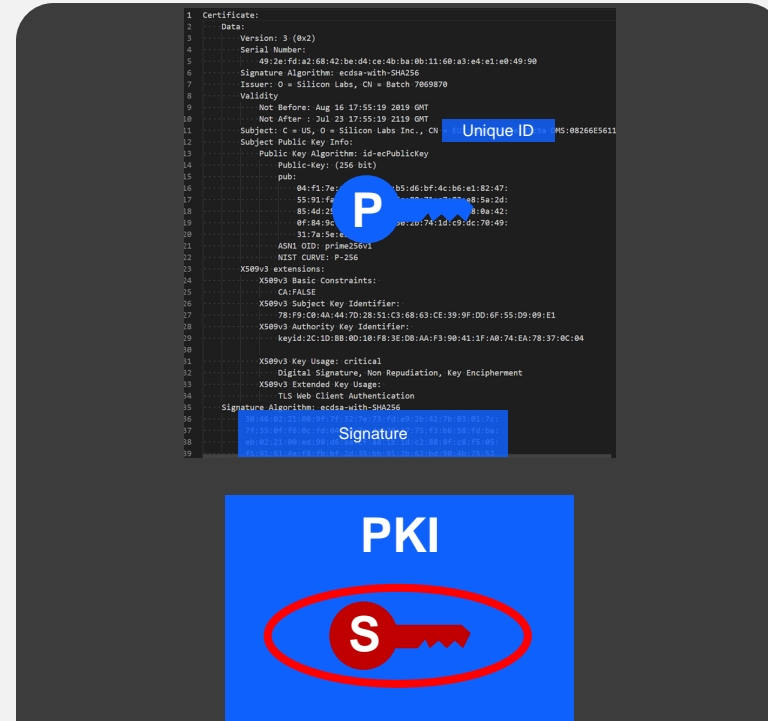 1 Certificate:
2 Data:
3 Version: 3 (0x2)
4 Serial Number:
5 49:2e:fd:a2:68:42:be:d4:ce:4b:ba:0b:11:60:a3:e4:e1:e0:49:90
6 Signature Algorithm: ecdsa-with-SHA256
7 Issuer: O = Silicon Labs, CN = Batch 7069870
8 Validity
9 Not Before: Aug 16 17:55:19 2019 GMT
10 Not After : Jul 23 17:55:19 2119 GMT
11 Subject: C = US, O = Silicon Labs Inc., CN Unique ID DMS:08266E5611
12 Subject Public Key Info:
13 Public Key Algorithm: id-ecPublicKey
14 Public-Key: (256 bit)
15 pub:
16 04:f1:7e: b5:d6:bf:4c:b6:e1:82:47:
17 55:91: e8:5a:2d:
18 85:4d: 8:0a:42:
19 0f:84:9c 2b:74:1d:c9:dc:70:49:
20 31:7a:5e:
P
21 ASN1 OID: prime256v1
22 NIST CURVE: P-256
23 X509v3 extensions:
24 X509v3 Basic Constraints:
25 CA:FALSE
26 X509v3 Subject Key Identifier:
27 78:F9:C0:4A:44:7D:28:51:C3:68:63:CE:39:9F:DD:6F:55:D9:09:E1
28 X509v3 Authority Key Identifier:
29 keyid:2C:1D:BB:0D:10:F8:3E:DB:AA:F3:90:41:1F:A0:74:EA:78:37:0C:04
30
31 X509v3 Key Usage: critical
32 Digital Signature, Non Repudiation, Key Encipherment
33 X509v3 Extended Key Usage:
34 TLS Web Client Authentication
35 Signature Algorithm: ecdsa-with-SHA256
36
37
38
39
Signature
PKI
S